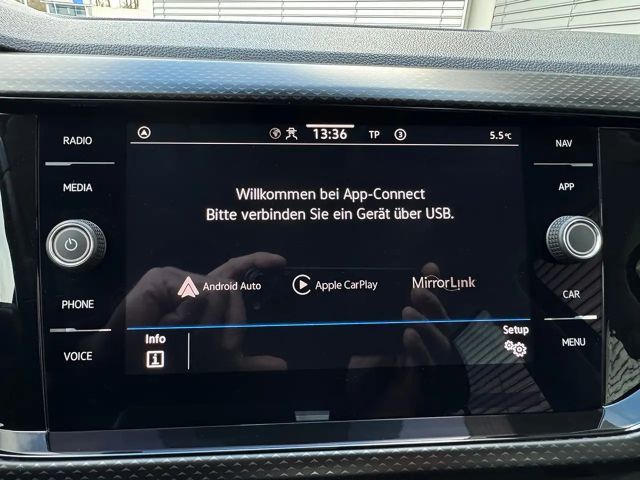 RADIO
MEDIA
PHONE
VOICE
13:36
TP
3
5.5°C
Willkommen bei App-Connect
Bitte verbinden Sie ein Gerät über USB.
Android Auto
Apple CarPlay
MirrorLink
Info
Setup
NAV
APP
CAR
MENU